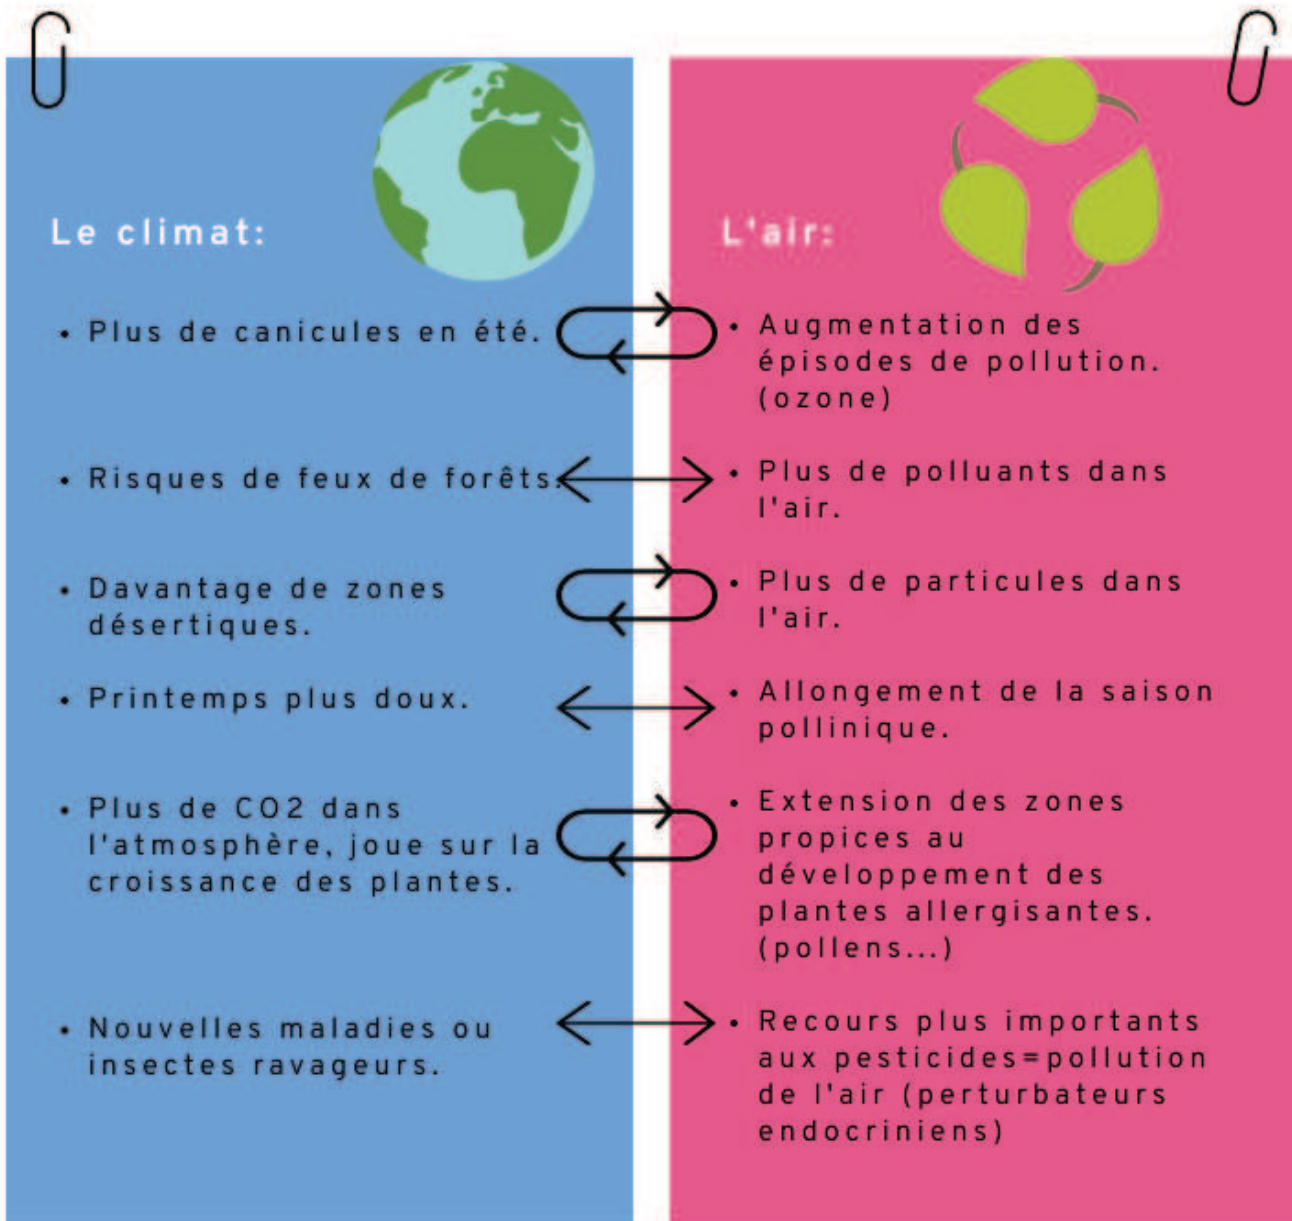 Le climat:
• Plus de canicules en été.
• Risques de feux de forêts.
• Davantage de zones
désertiques.
• Printemps plus doux.
• Plus de CO2 dans
l'atmosphère, joue sur la
croissance des plantes.
• Nouvelles maladies ou
insectes ravageurs.
L'air:
• Augmentation des
épisodes de pollution.
(ozone)
• Plus de polluants dans
l'air.
• Plus de particules dans
l'air.
• Allongement de la saison
pollinique.
• Extension des zones
propices au
développement des
plantes allergisantes.
(pollens...)
• Recours plus importants
aux pesticides=pollution
de l'air (perturbateurs
endocriniens)